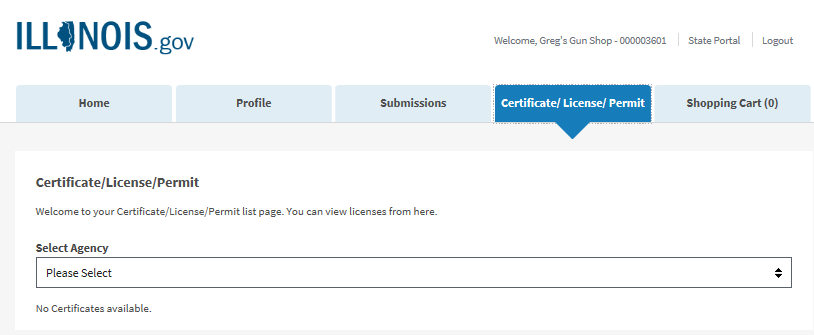 ILLINOIS.gov
Welcome, Greg's Gun Shop - 000003601 State Portal Logout
Home Profile Submissions Certificate/ License/ Permit Shopping Cart (0)
Certificate/License/Permit
Welcome to your Certificate/License/Permit list page. You can view licenses from here.
Select Agency
Please Select
No Certificates available.